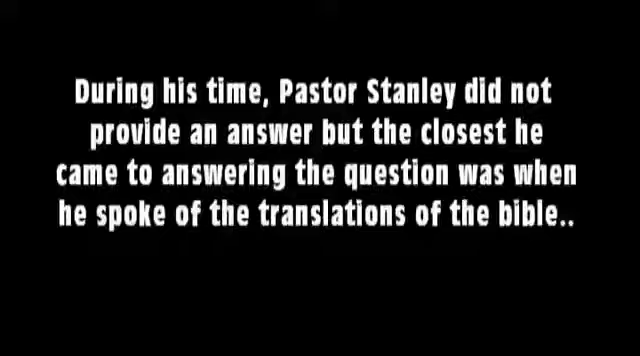 During his time, Pastor Stanley did not
provide an answer but the closest he
came to answering the question was when
he spoke of the translations of the bible..